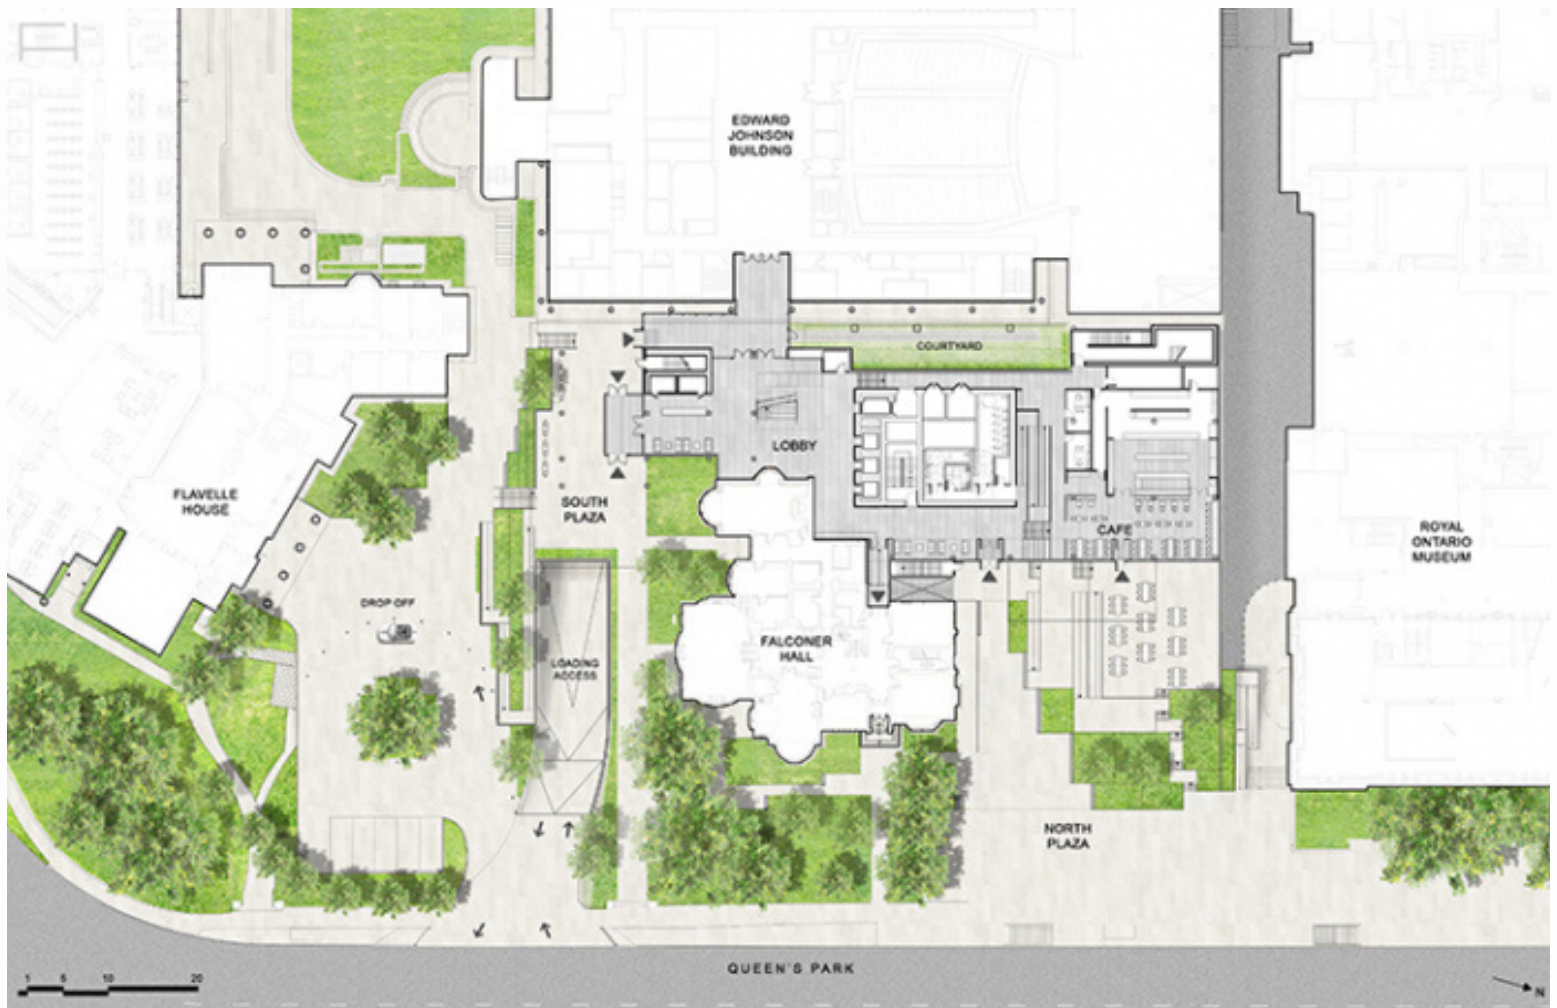 EDWARD
JOHNSON
BUILDING
COURTYARD
LOBBY
FLAVELLE
HOUSE
SOUTH
PLAZA
CAFE
ROYAL
ONTARIO
MUSEUM
DROP OFF
FALCONER
HALL
LOADING
ACCESS
NORTH
PLAZA
QUEEN'S PARK
1 5 10 20
N